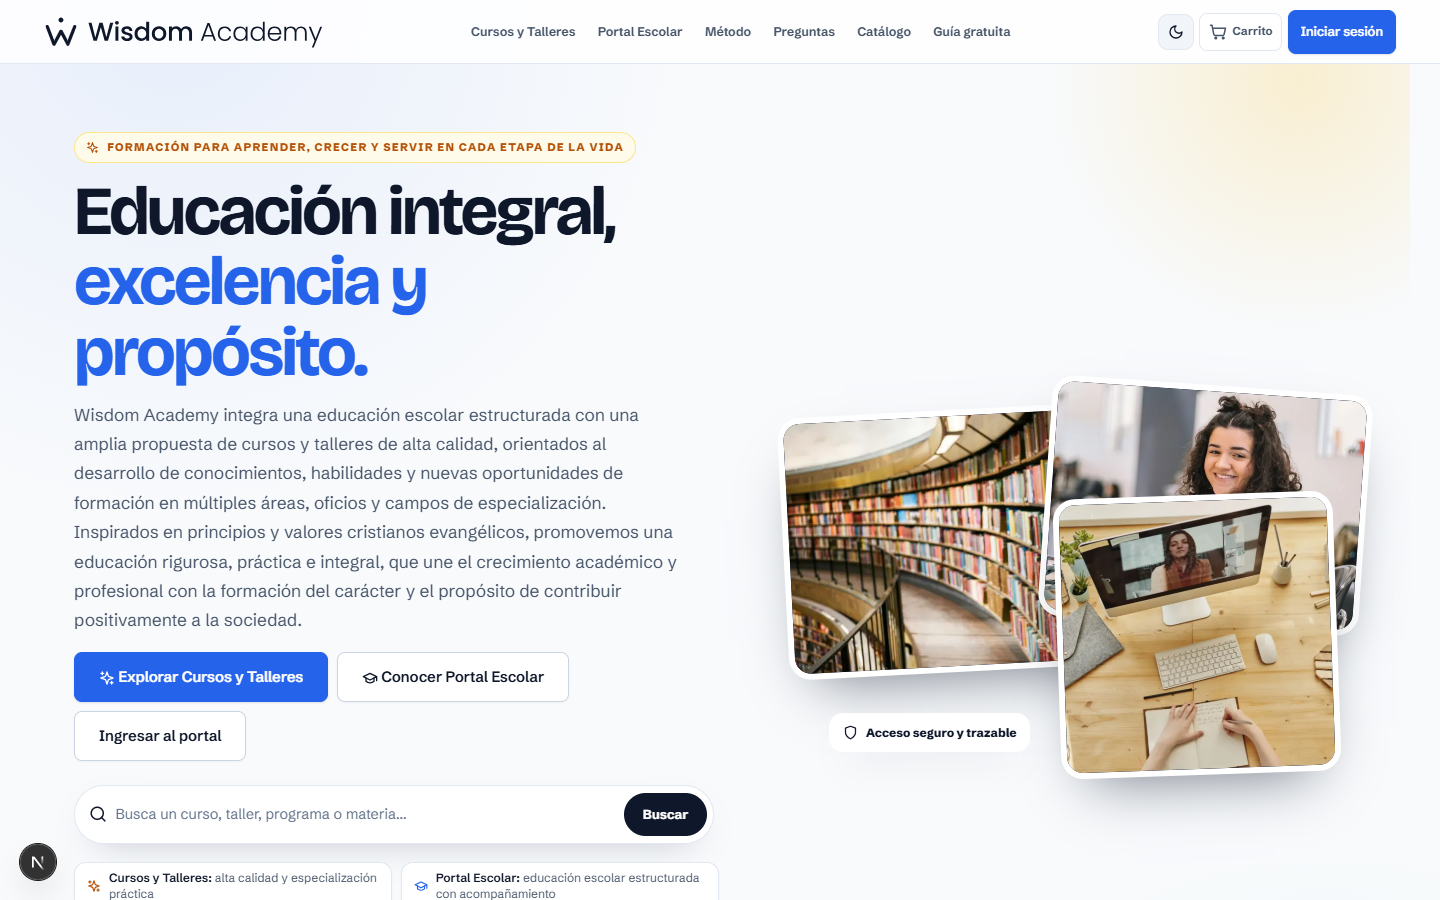 Wisdom Academy
Cursos y Talleres
Portal Escolar
Método
Preguntas
Catálogo
Guía gratuita
Carrito
Iniciar sesión
FORMACIÓN PARA APRENDER, CRECER Y SERVIR EN CADA ETAPA DE LA VIDA
Educación integral,
excelencia y
propósito.
Wisdom Academy integra una educación escolar estructurada con una
amplia propuesta de cursos y talleres de alta calidad, orientados al
desarrollo de conocimientos, habilidades y nuevas oportunidades de
formación en múltiples áreas, oficios y campos de especialización.
Inspirados en principios y valores cristianos evangélicos, promovemos una
educación rigurosa, práctica e integral, que une el crecimiento académico y
profesional con la formación del carácter y el propósito de contribuir
positivamente a la sociedad.
Explorar Cursos y Talleres
Conocer Portal Escolar
Ingresar al portal
Acceso seguro y trazable
Busca un curso, taller, programa o materia...
Buscar
N
Cursos y Talleres: alta calidad y especialización
práctica
Portal Escolar: educación escolar estructurada
con acompañamiento